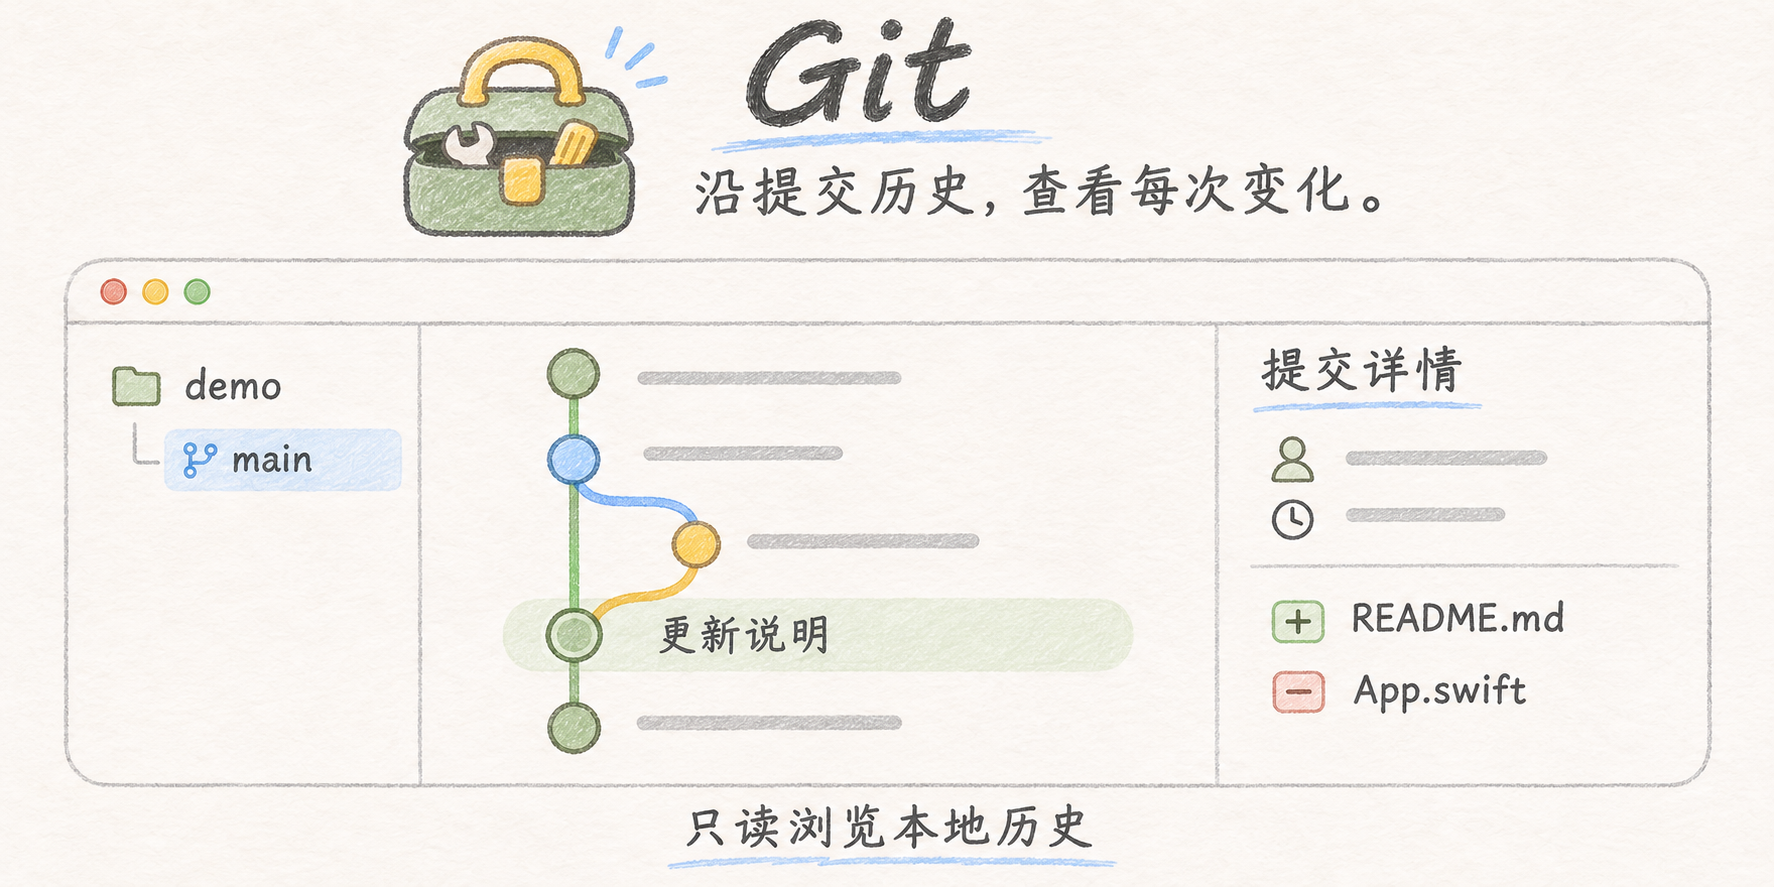 Git
沿提交历史，查看每次变化。
demo
main
更新说明
提交详情
README.md
App.swift
只读浏览本地历史